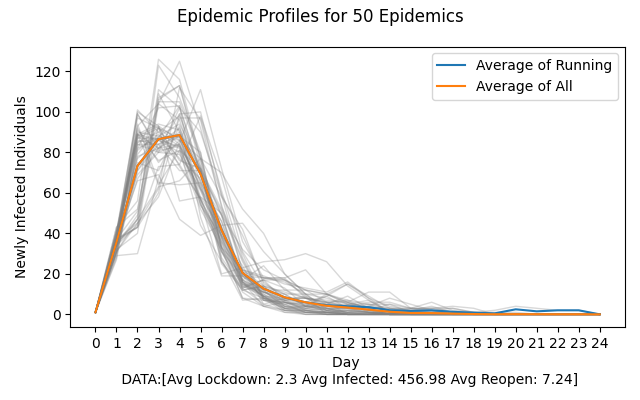 Epidemic Profiles for 50 Epidemics
Average of Running
Average of All
Newly Infected Individuals
120
100
80
60
40
20
0
0 1 2 3 4 5 6 7 8 9 10 11 12 13 14 15 16 17 18 19 20 21 22 23 24
Day
DATA:[Avg Lockdown: 2.3 Avg Infected: 456.98 Avg Reopen: 7.24]